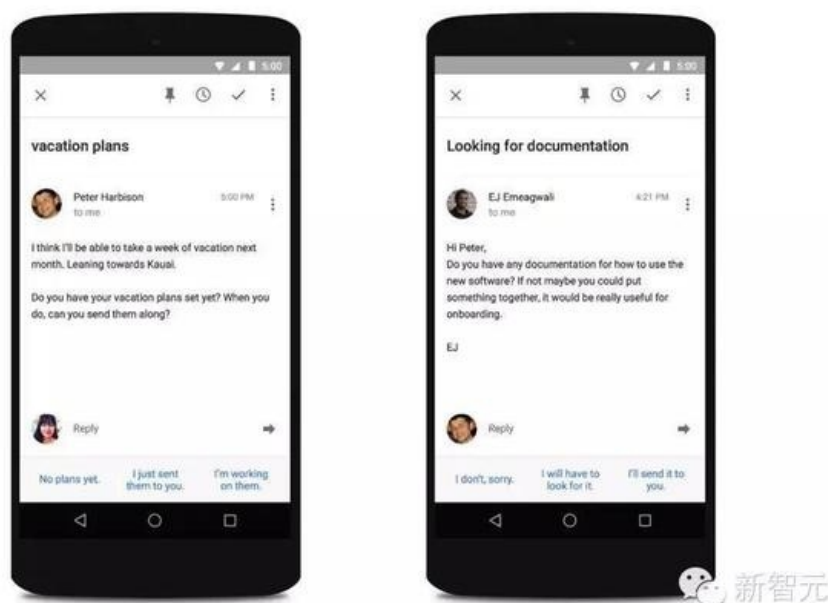 5:00
vacation plans
Peter Harbison
5:00 PM
to me
I think I'll be able to take a week of vacation next
month. Leaning towards Kauai.
Do you have your vacation plans set yet? When you
do, can you send them along?
Reply
No plans yet.
I just sent
them to you.
I'm working
on them.
5:00
Looking for documentation
EJ Emeagwali
4:21 PM
to me
Hi Peter,
Do you have any documentation for how to use the
new software? If not maybe you could put
something together, it would be really useful for
onboarding.
EJ
Reply
I don't, sorry.
I will have to
look for it.
I'll send it to
you.
新智元